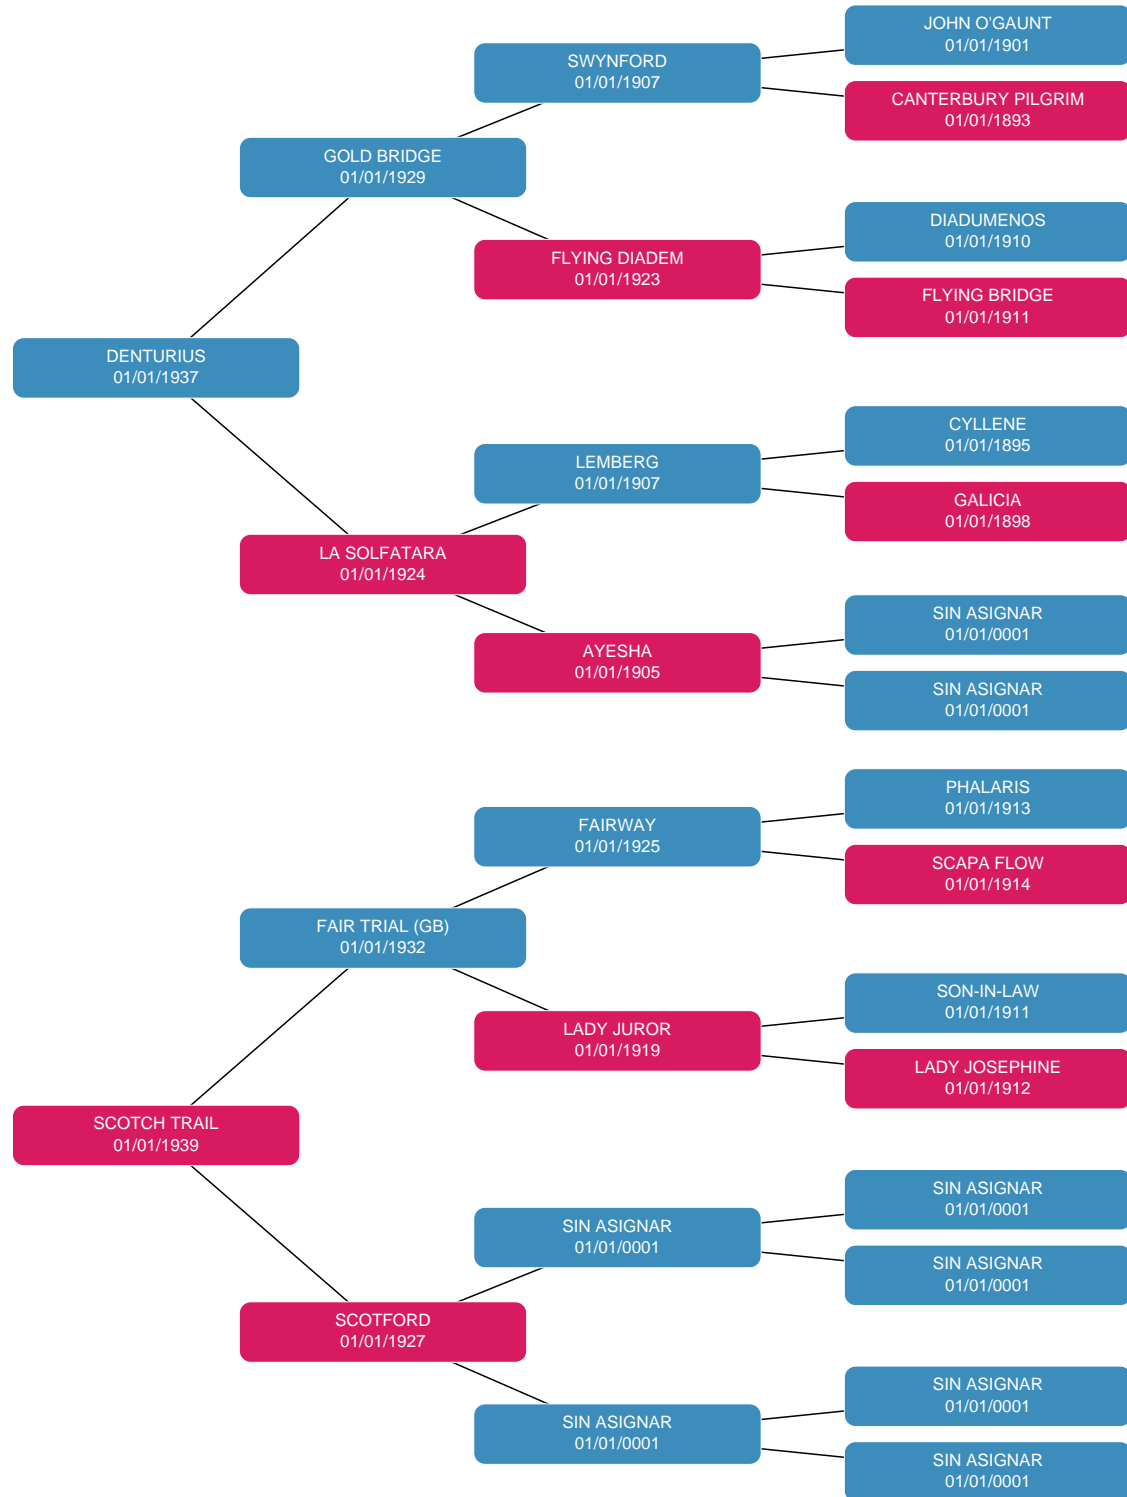 JOHN O'GAUNT
01/01/1901
SWYNFORD
01/01/1907
CANTERBURY PILGRIM
01/01/1893
GOLD BRIDGE
01/01/1929
DIADUMENOS
01/01/1910
FLYING DIADEM
01/01/1923
FLYING BRIDGE
01/01/1911
DENTURIUS
01/01/1937
CYLLENE
01/01/1895
LEMBERG
01/01/1907
GALICIA
01/01/1898
LA SOLFATARA
01/01/1924
SIN ASIGNAR
01/01/0001
AYESHA
01/01/1905
SIN ASIGNAR
01/01/0001
PHALARIS
01/01/1913
FAIRWAY
01/01/1925
SCAPA FLOW
01/01/1914
FAIR TRIAL (GB)
01/01/1932
SON-IN-LAW
01/01/1911
LADY JUROR
01/01/1919
LADY JOSEPHINE
01/01/1912
SCOTCH TRAIL
01/01/1939
SIN ASIGNAR
01/01/0001
SIN ASIGNAR
01/01/0001
SIN ASIGNAR
01/01/0001
SCOTFORD
01/01/1927
SIN ASIGNAR
01/01/0001
SIN ASIGNAR
01/01/0001
SIN ASIGNAR
01/01/0001